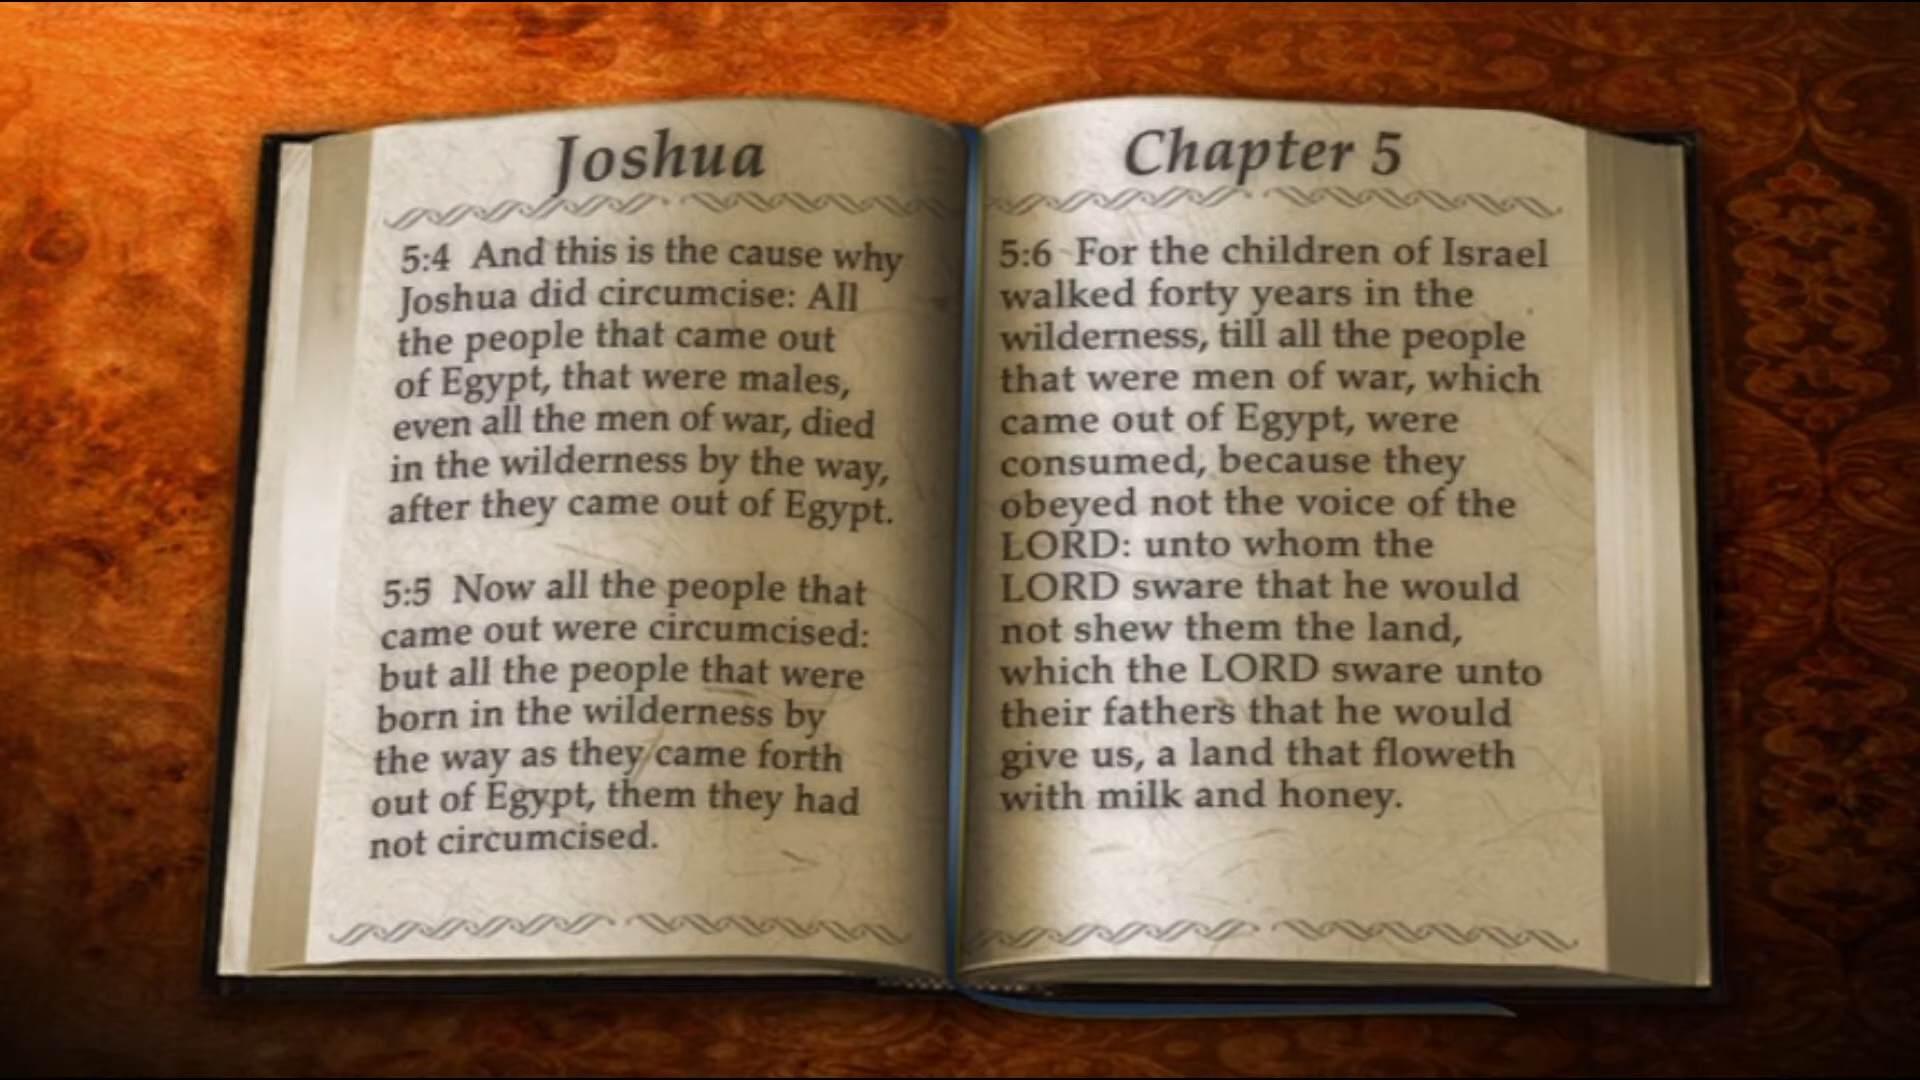 Joshua
5:4 And this is the cause why
Joshua did circumcise: All
the people that came out
of Egypt, that were males,
even all the men of war, died
in the wilderness by the way,
after they came out of Egypt.
5:5 Now all the people that
came out were circumcised:
but all the people that were
born in the wilderness by
the way as they came forth
out of Egypt, them they had
not circumcised.
Chapter 5
5:6 For the children of Israel
walked forty years in the
wilderness, till all the people
that were men of war, which
came out of Egypt, were
consumed, because they
obeyed not the voice of the
LORD: unto whom the
LORD sware that he would
not shew them the land,
which the LORD sware unto
their fathers that he would
give us, a land that floweth
with milk and honey.